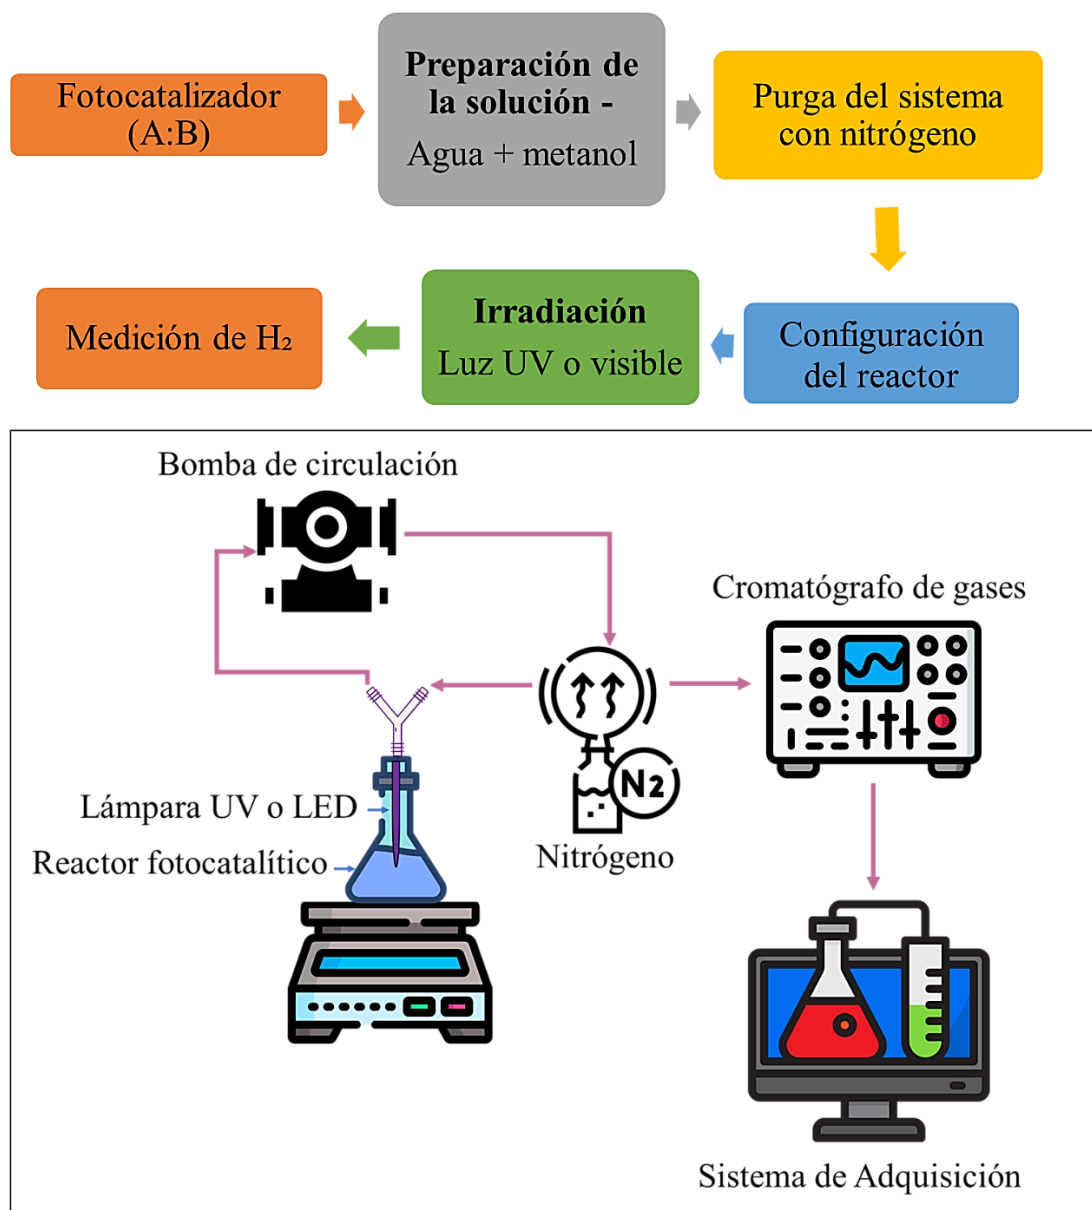 Fotocatalizador
(A:B)
Preparación de
la solución -
Agua + metanol
Purga del sistema
con nitrógeno
Medición de H₂
Irradiación
Luz UV o visible
Configuración
del reactor
Bomba de circulación
Cromatógrafo de gases
N2
Lámpara UV o LED
Reactor fotocatalítico
Nitrógeno
Sistema de Adquisición